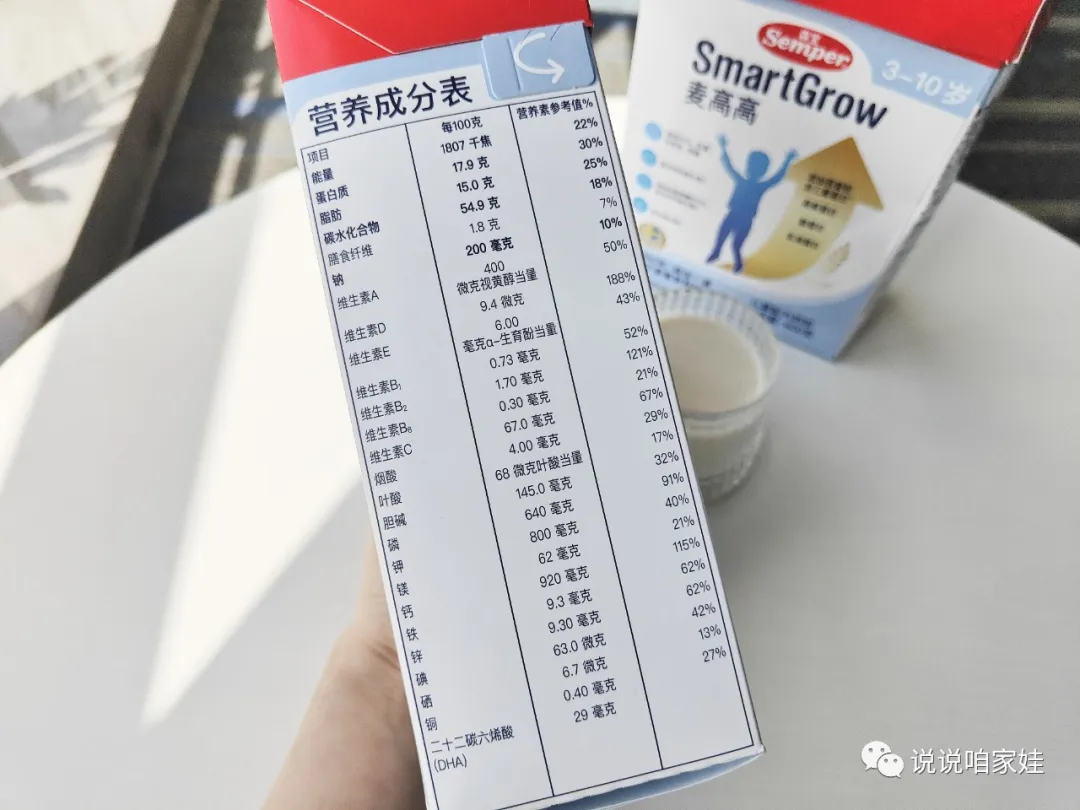 营养成分表
项目 每100克 营养素参考值%
能量 1807 千焦 22%
蛋白质 17.9 克 30%
脂肪 15.0 克 25%
碳水化合物 54.9 克 18%
膳食纤维 1.8 克 7%
钠 200 毫克 10%
维生素A 400 50%
微克视黄醇当量
维生素D 9.4 微克 188%
维生素E 6.00 43%
毫克α-生育酚当量
维生素B₁ 0.73 毫克 52%
维生素B₂ 1.70 毫克 121%
维生素B₆ 0.30 毫克 21%
维生素C 67.0 毫克 67%
烟酸 4.00 毫克 29%
叶酸 68 微克叶酸当量 17%
胆碱 145.0 毫克 32%
磷 640 毫克 91%
钾 800 毫克 40%
镁 62 毫克 21%
钙 920 毫克 115%
铁 9.3 毫克 62%
锌 9.30 毫克 62%
碘 63.0 微克 42%
硒 6.7 微克 13%
铜 0.40 毫克 27%
二十二碳六烯酸 29 毫克
(DHA)
Semper
SmartGrow
麦高高
3-10岁
说说咱家娃